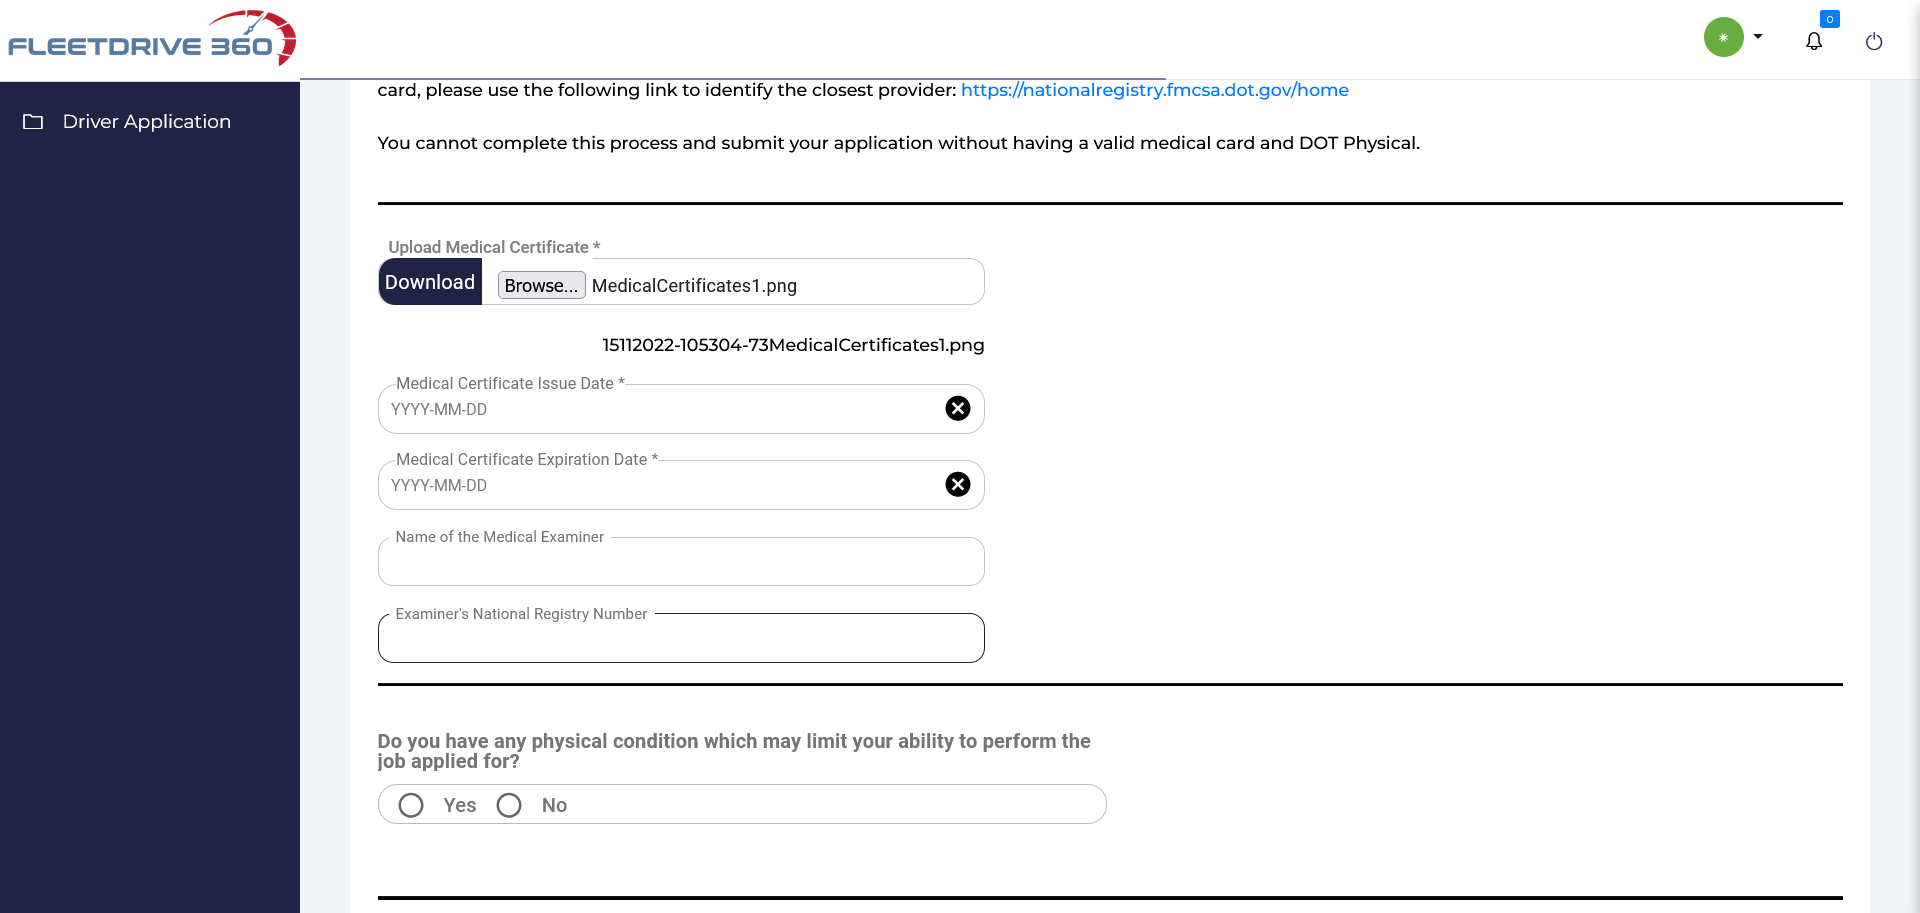 FLEETDRIVE 360
0
Driver Application
card, please use the following link to identify the closest provider: https://nationalregistry.fmcsa.dot.gov/home
You cannot complete this process and submit your application without having a valid medical card and DOT Physical.
Upload Medical Certificate *
Download Browse... MedicalCertificates1.png
15112022-105304-73MedicalCertificates1.png
Medical Certificate Issue Date *
YYYY-MM-DD
Medical Certificate Expiration Date *
YYYY-MM-DD
Name of the Medical Examiner
Examiner's National Registry Number
Do you have any physical condition which may limit your ability to perform the
job applied for?
Yes No